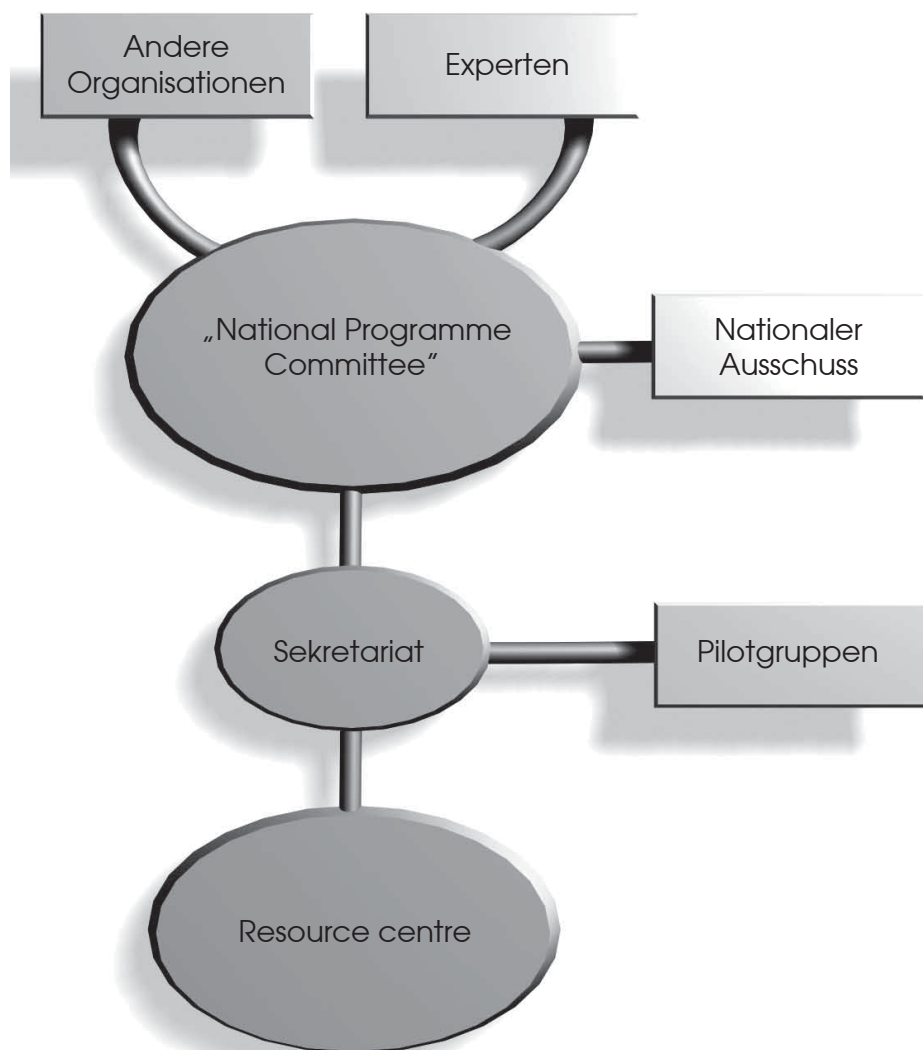 Andere
Organisationen
Experten
„National Programme
Committee”
Nationaler
Ausschuss
Sekretariat
Pilotgruppen
Resource centre